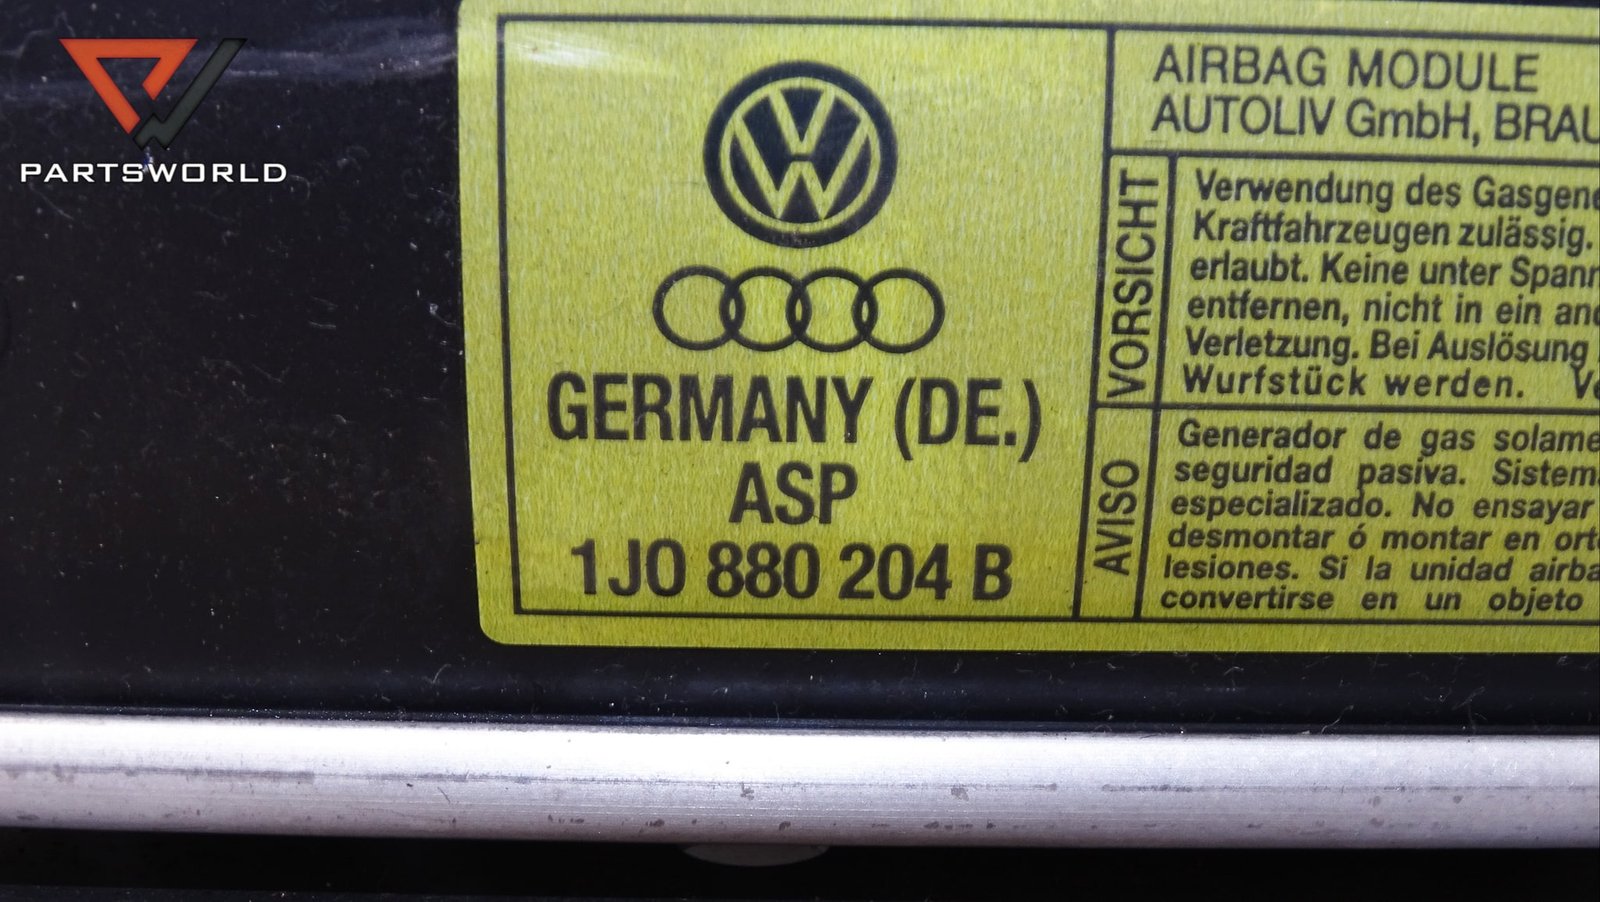 PARTSWORLD
GERMANY (DE.)
ASP
1J0 880 204 B
AIRBAG MODULE
AUTOLIV GmbH,
VORSICHT
Verwendung des
Kraftfahrzeugen zulässig.
erlaubt. Keine unter
entfernen, nicht in ein
Verletzung. Bei Auslösung
Wurfstück werden.
AVISO
Generador de gas
seguridad pasiva.
especializado. No ensayar
desmontar ó montar en
lesiones. Si la unidad
convertirse en un objeto